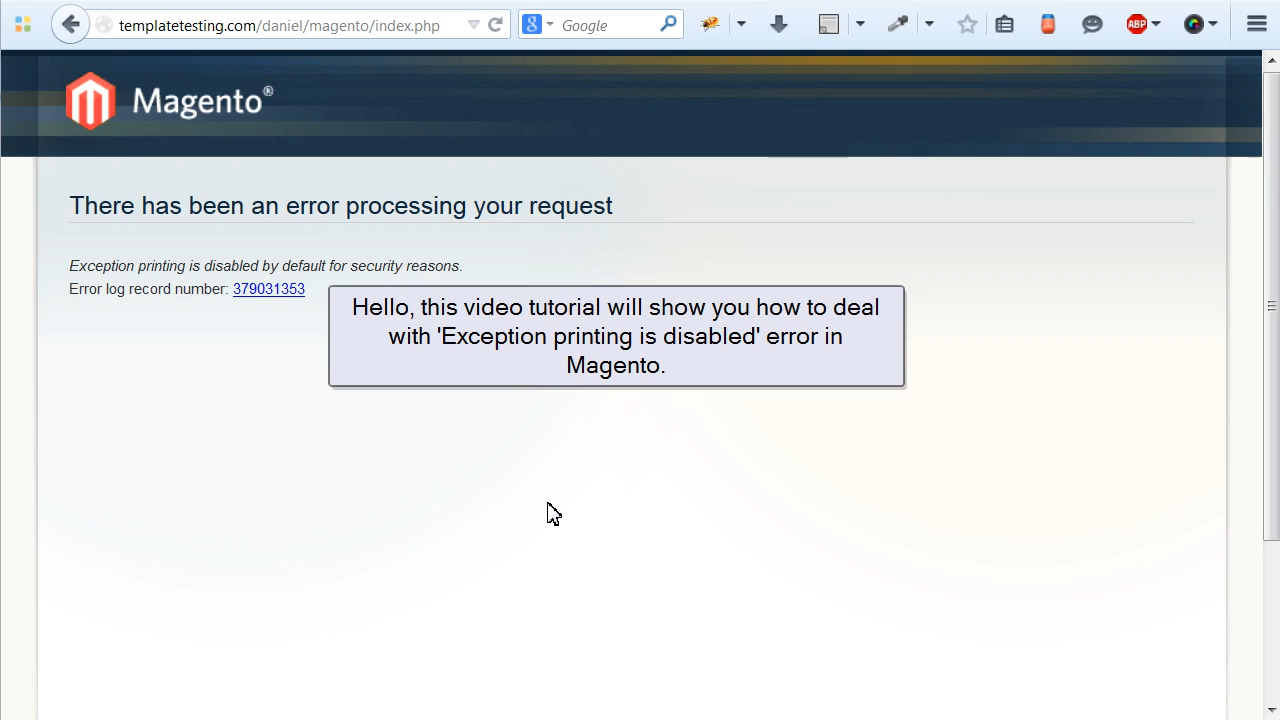 templatetesting.com/daniel/magento/index.php
8
Google
ABP
Magento®
There has been an error processing your request
Exception printing is disabled by default for security reasons.
Error log record number: 379031353
Hello, this video tutorial will show you how to deal
with 'Exception printing is disabled' error in
Magento.